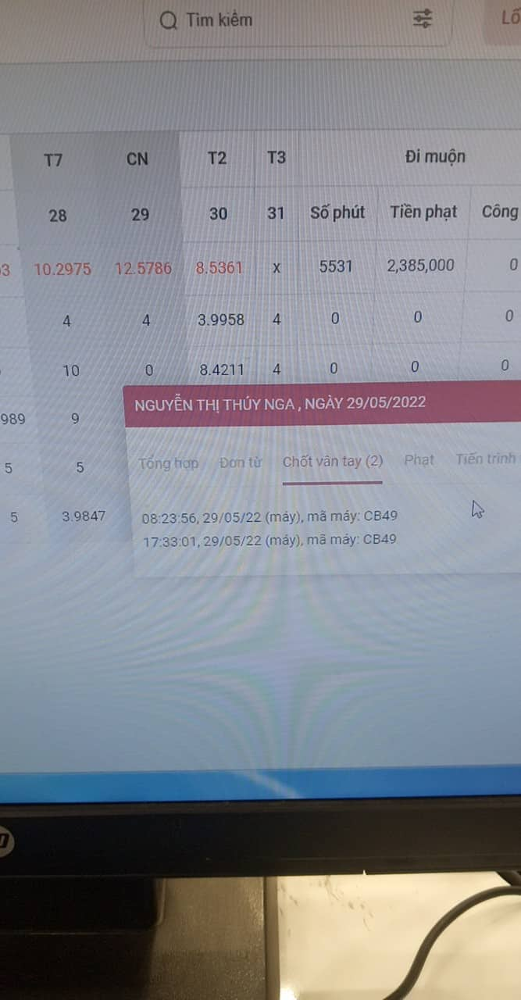 Tìm kiếm
T7 CN T2 T3 Đi muộn
28 29 30 31 Số phút Tiền phạt Công
3 10.2975 12.5786 8.5361 x 5531 2,385,000 0
4 4 3.9958 4 0 0 0
10 0 8.4211 4 0 0 0
989 9
NGUYỄN THỊ THÚY NGA , NGÀY 29/05/2022
5 5
Tổng hợp Đơn từ Chốt vân tay (2) Phạt Tiến trình
5 3.9847
08:23:56, 29/05/22 (máy), mã máy: CB49
17:33:01, 29/05/22 (máy), mã máy: CB49